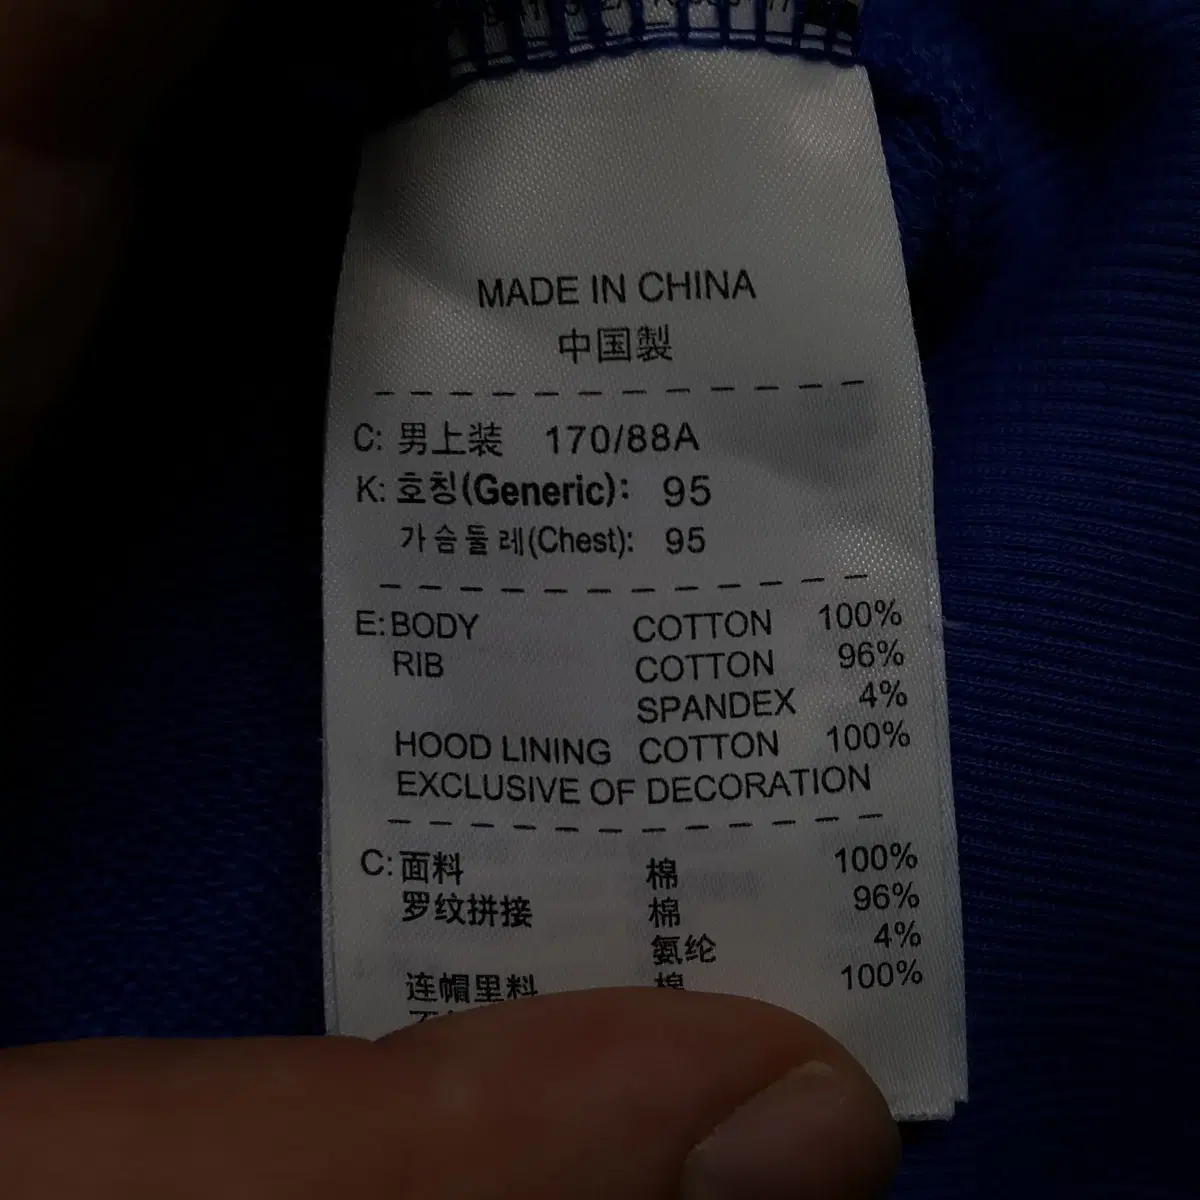 MADE IN CHINA
中国製
C: 男上装 170/88A
K: 호칭(Generic): 95
가슴둘레(Chest): 95
E: BODY COTTON 100%
RIB COTTON 96%
SPANDEX 4%
HOOD LINING COTTON 100%
EXCLUSIVE OF DECORATION
C: 面料 棉 100%
罗纹拼接 棉 96%
氨纶 4%
连帽里料 棉 100%